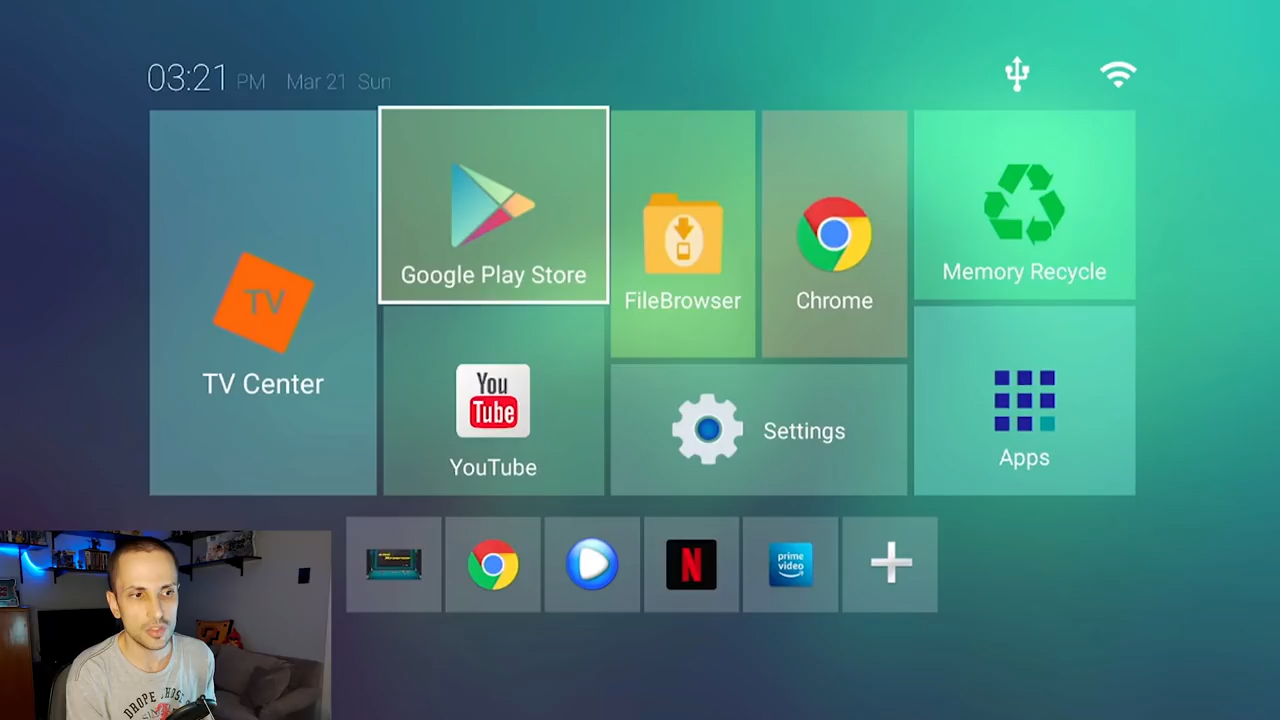 03:21 PM Mar 21 Sun
TV
TV Center
Google Play Store
You
Tube
YouTube
FileBrowser
Chrome
Settings
Memory Recycle
Apps
N
prime
video
DROPE